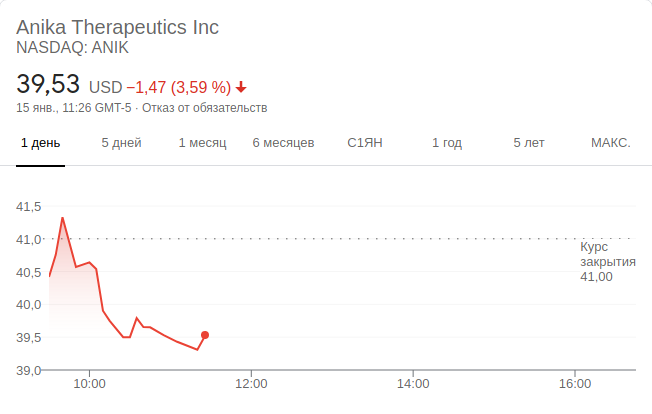 Anika Therapeutics Inc
NASDAQ: ANIK
39,53 USD −1,47 (3,59 %)
15 янв., 11:26 GMT-5 · Отказ от обязательств
1 день 5 дней 1 месяц 6 месяцев С1ЯН 1 год 5 лет МАКС.
41,5
41,0
Курс
закрытия
41,00
40,5
40,0
39,5
39,0
10:00 12:00 14:00 16:00